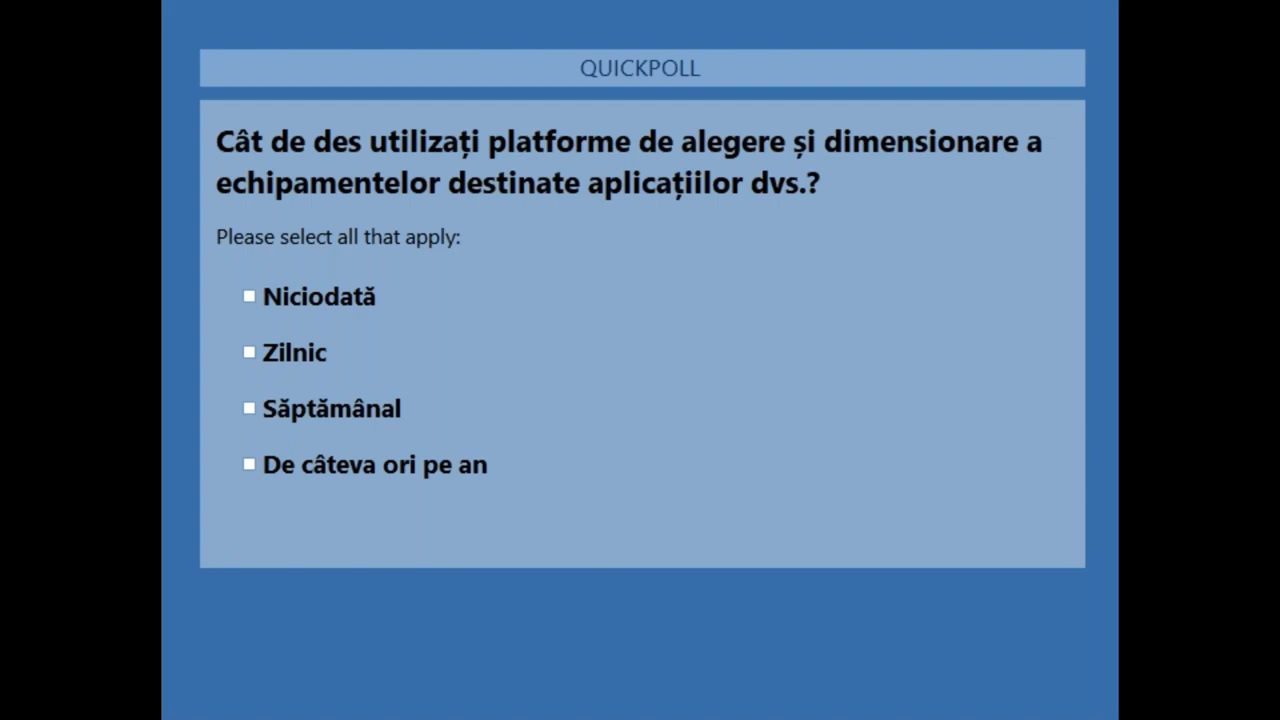 QUICKPOLL
Cât de des utilizați platforme de alegere și dimensionare a
echipamentelor destinate aplicațiilor dvs.?
Please select all that apply:
Niciodată
Zilnic
Săptămânal
De câteva ori pe an